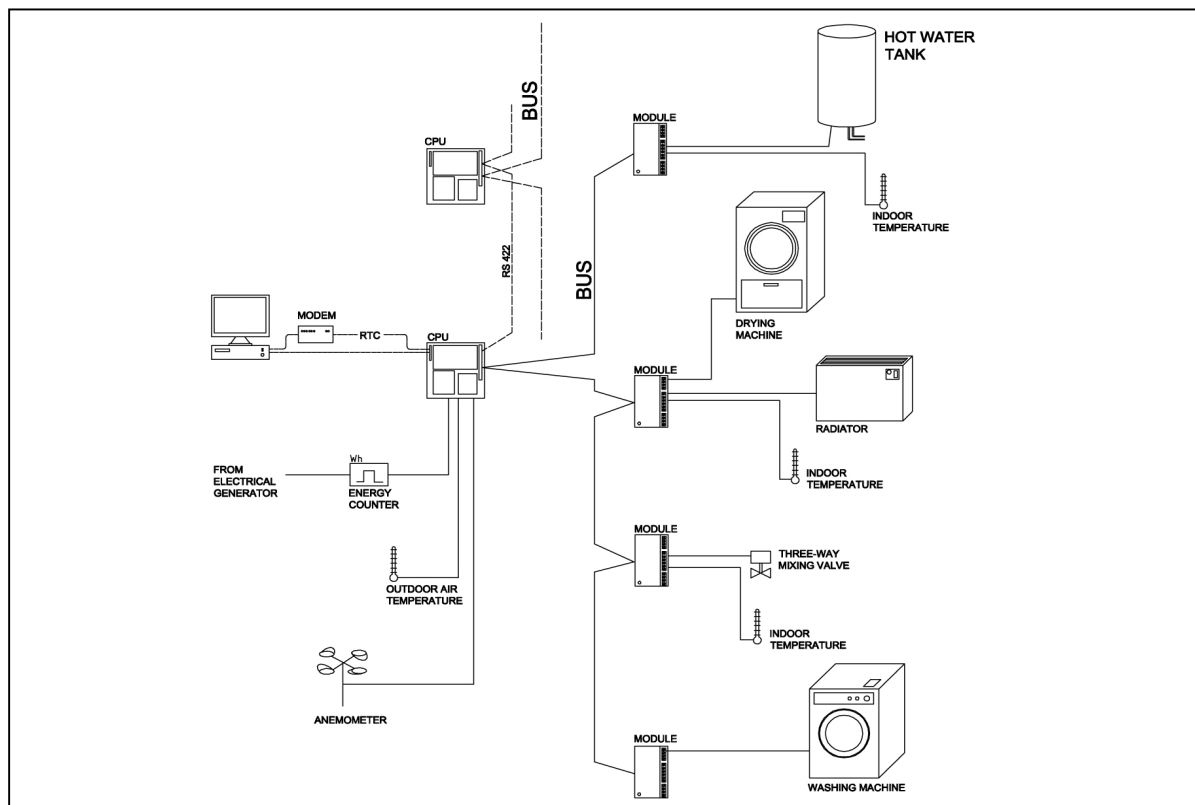 HOT WATER
TANK
BUS
MODULE
CPU
INDOOR
TEMPERATURE
RS 422
BUS
MODEM
RTC
CPU
DRYING
MACHINE
MODULE
RADIATOR
Wh
FROM
ELECTRICAL
GENERATOR
ENERGY
COUNTER
INDOOR
TEMPERATURE
MODULE
THREE-WAY
MIXING VALVE
OUTDOOR AIR
TEMPERATURE
INDOOR
TEMPERATURE
ANEMOMETER
MODULE
WASHING MACHINE